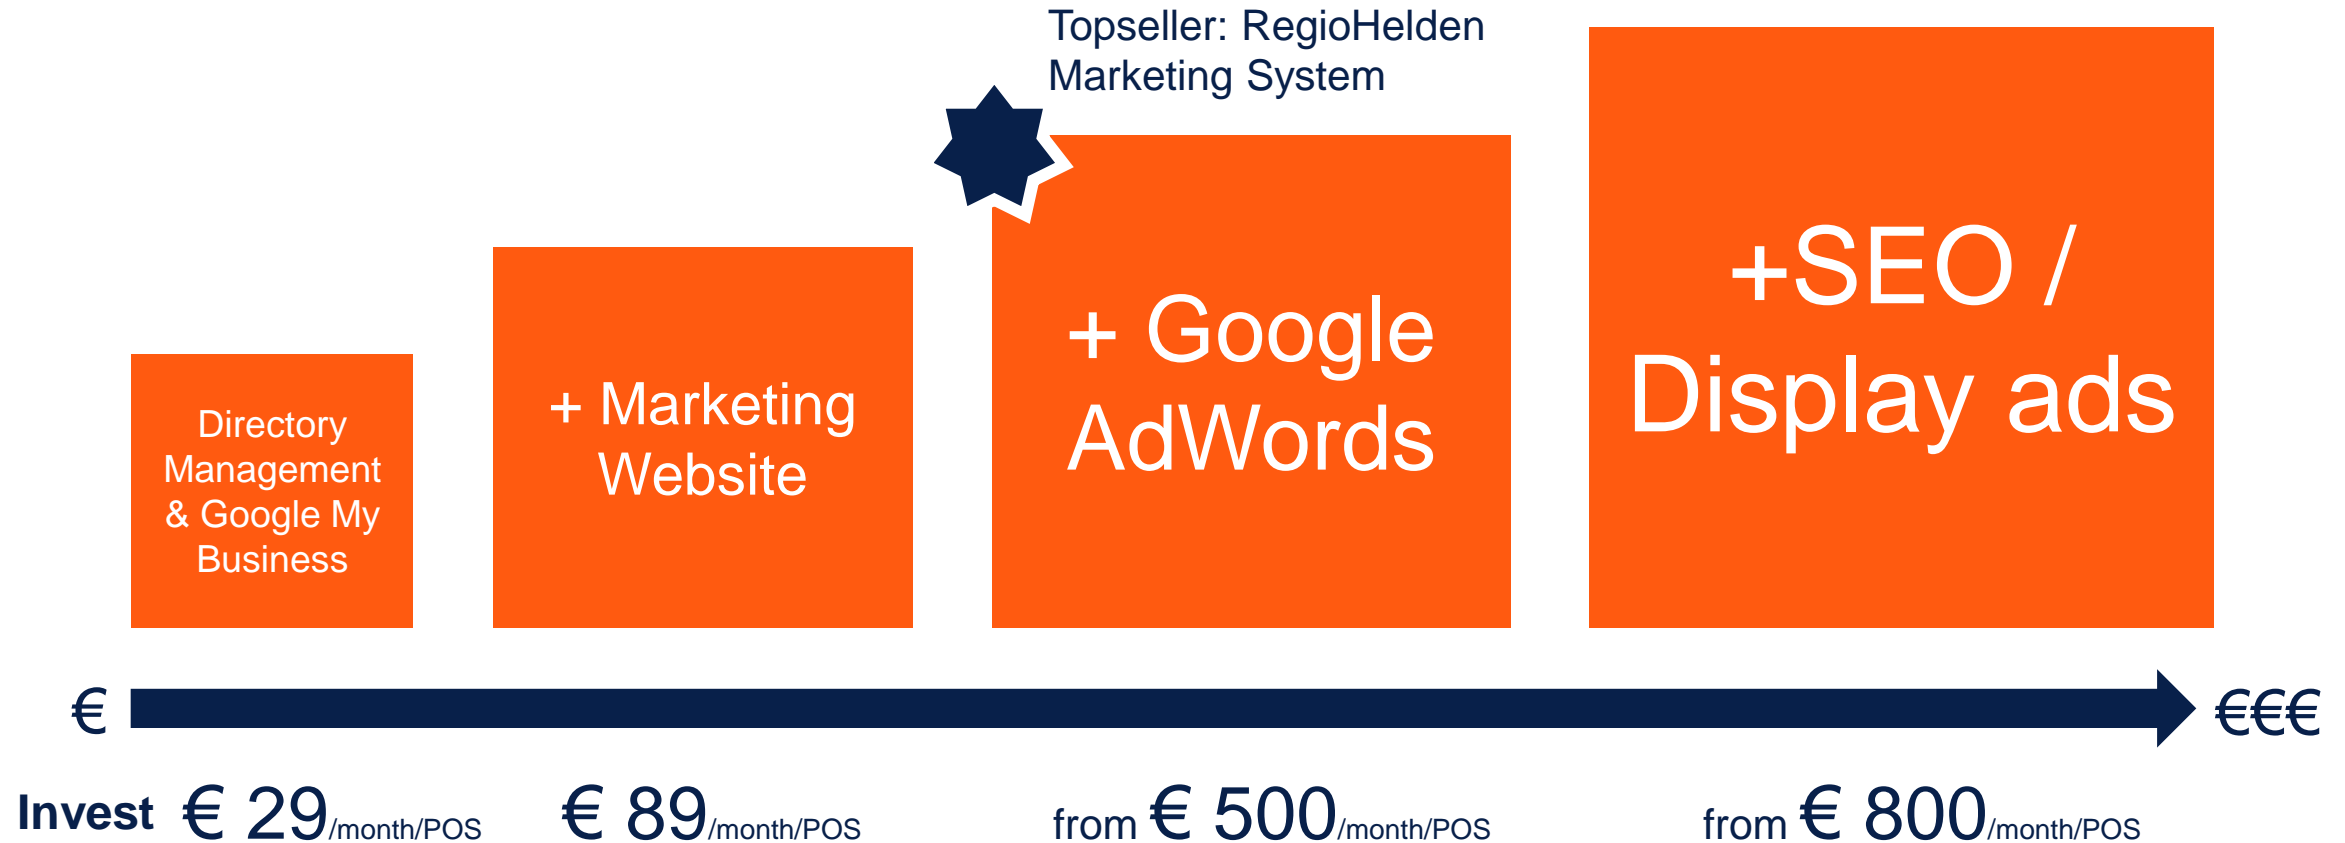 Topseller: RegioHelden
Marketing System
Directory
Management
& Google My
Business
+ Marketing
Website
+ Google
AdWords
+SEO /
Display ads
€
€€€
Invest € 29/month/POS
€ 89/month/POS
from € 500/month/POS
from € 800/month/POS